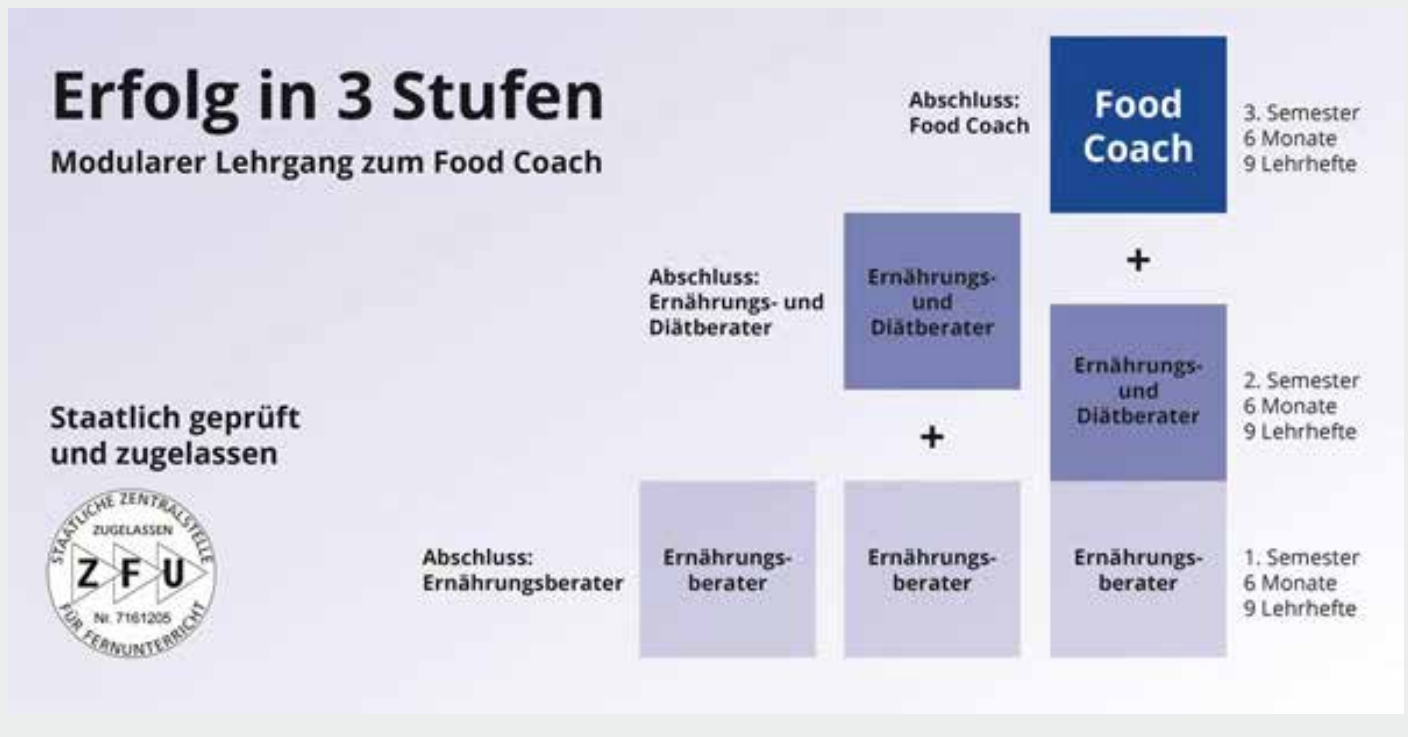 Erfolg in 3 Stufen
Modularer Lehrgang zum Food Coach
Abschluss:
Food Coach
Food
Coach
3. Semester
6 Monate
9 Lehrhefte
+
Abschluss:
Ernährungs- und
Diätberater
Ernährungs-
und
Diätberater
+
Ernährungs-
und
Diätberater
2. Semester
6 Monate
9 Lehrhefte
Staatlich geprüft
und zugelassen
STAATLICHE ZENTRALSTELLE
ZUGELASSEN
ZFU
Nr. 7161205
FÜR FERNUNTERRICHT
Abschluss:
Ernährungsberater
Ernährungs-
berater
Ernährungs-
berater
Ernährungs-
berater
1. Semester
6 Monate
9 Lehrhefte